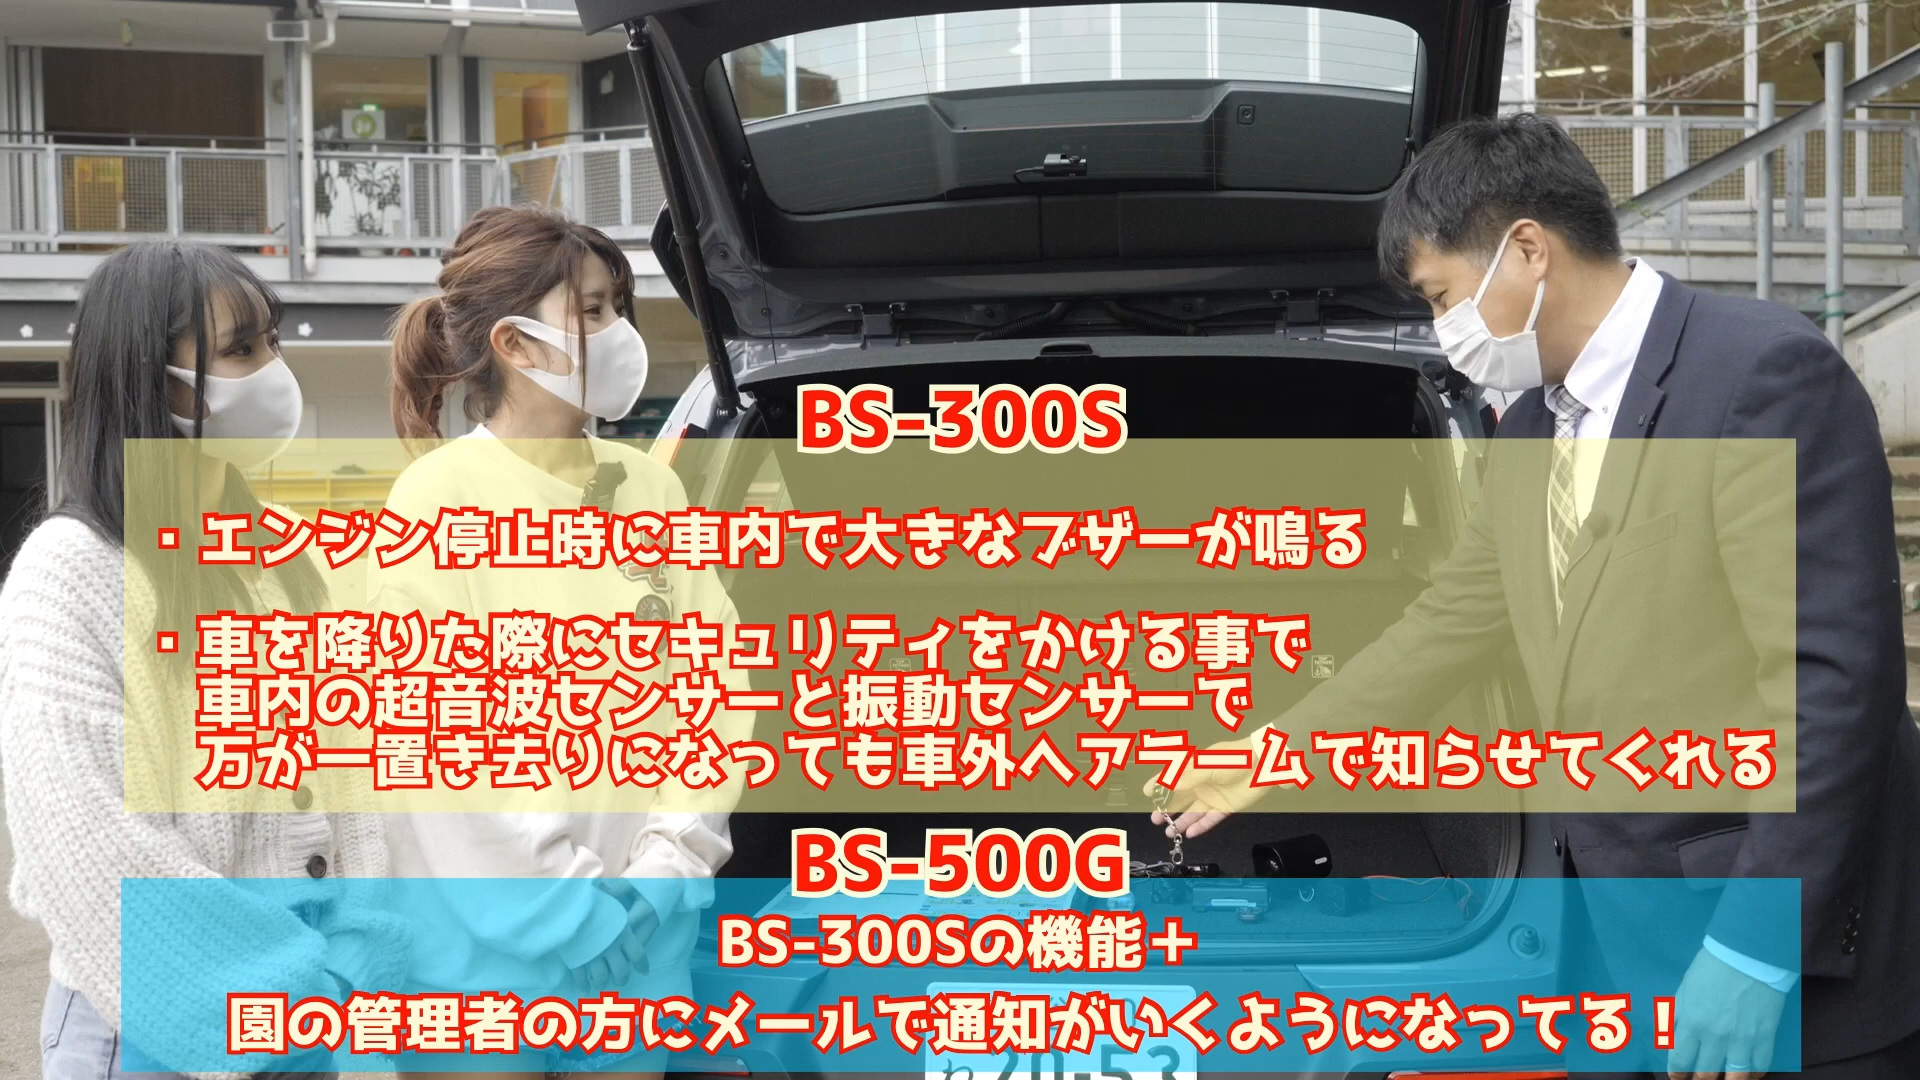 BS-300S
・エンジン停止時に車内で大きなブザーが鳴る
・車を降りた際にセキュリティをかける事で
車内の超音波センサーと振動センサーで
万が一置き去りになっても車外へアラームで知らせてくれる
BS-500G
BS-300Sの機能＋
園の管理者の方にメールで通知がいくようになってる！
わ 20-53